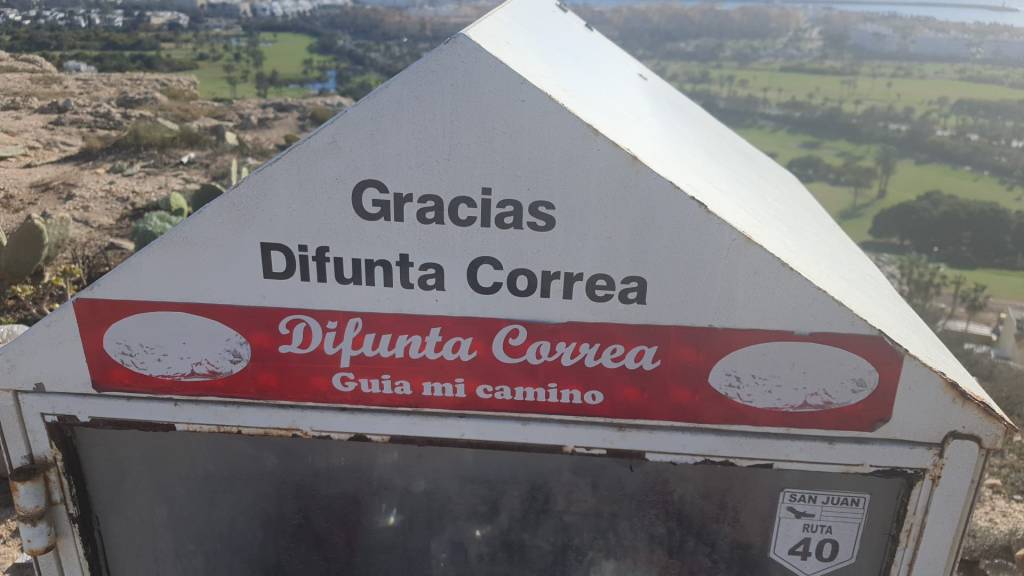 Gracias
Difunta Correa
Difunta Correa
Guia mi camino
SAN JUAN
RUTA
40